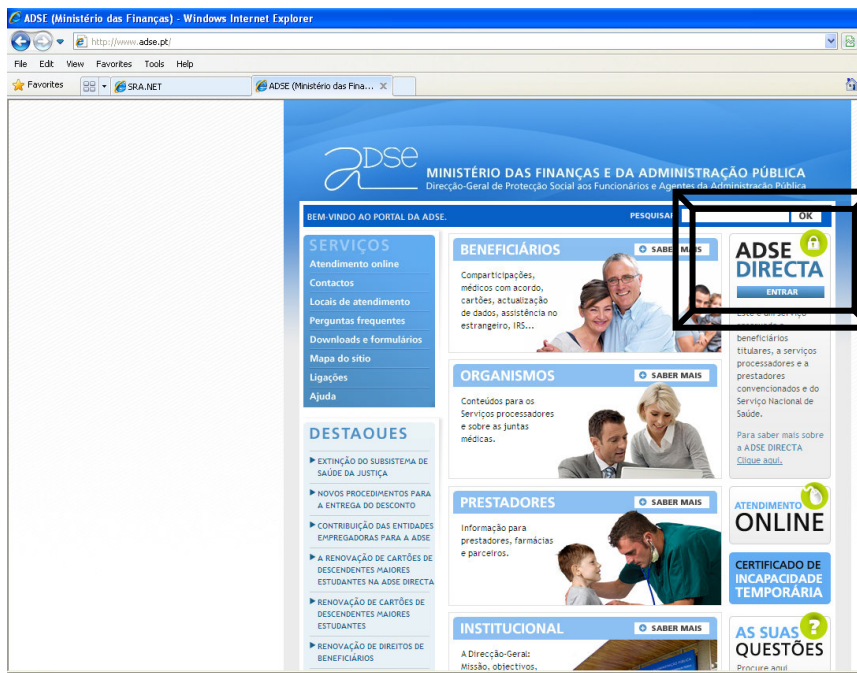 ADSE (Ministério das Finanças) - Windows Internet Explorer
http://www.adse.pt/
File Edit View Favorites Tools Help
Favorites
SRA.NET
ADSE (Ministério das Fina... X
ADSE
MINISTÉRIO DAS FINANÇAS E DA ADMINISTRAÇÃO PÚBLICA
Direcção-Geral de Protecção Social aos Funcionários e Agentes da Administração Pública
BEM-VINDO AO PORTAL DA ADSE.
PESQUISAR
OK
SERVIÇOS
Atendimento online
Contactos
Locais de atendimento
Perguntas frequentes
Downloads e formulários
Mapa do sítio
Ligações
Ajuda
DESTAQUES
EXTINÇÃO DO SUBSISTEMA DE
SAÚDE DA JUSTIÇA
NOVOS PROCEDIMENTOS PARA
A ENTREGA DO DESCONTO
CONTRIBUIÇÃO DAS ENTIDADES
EMPREGADORAS PARA A ADSE
A RENOVAÇÃO DE CARTÕES DE
DESCENDENTES MAIORES
ESTUDANTES NA ADSE DIRECTA
RENOVAÇÃO DE CARTÕES DE
DESCENDENTES MAIORES
ESTUDANTES
RENOVAÇÃO DE DIREITOS DE
BENEFICIÁRIOS
BENEFICIÁRIOS
SABER MAIS
Comparticipações,
médicos com acordo,
cartões, actualização
de dados, assistência no
estrangeiro, IRS...
ORGANISMOS
SABER MAIS
Conteúdos para os
Serviços processadores
e sobre as juntas
médicas.
PRESTADORES
SABER MAIS
Informação para
prestadores, farmácias
e parceiros.
INSTITUCIONAL
SABER MAIS
A Direcção-Geral:
Missão, objectivos,
ADSE
DIRECTA
ENTRAR
Este é um serviço
beneficiários
titulares, a serviços
processadores e a
prestadores
convencionados e do
Serviço Nacional de
Saúde.
Para saber mais sobre
a ADSE DIRECTA
Clique aqui.
ATENDIMENTO
ONLINE
CERTIFICADO DE
INCAPACIDADE
TEMPORÁRIA
AS SUAS ?
QUESTÕES
Procure aqui